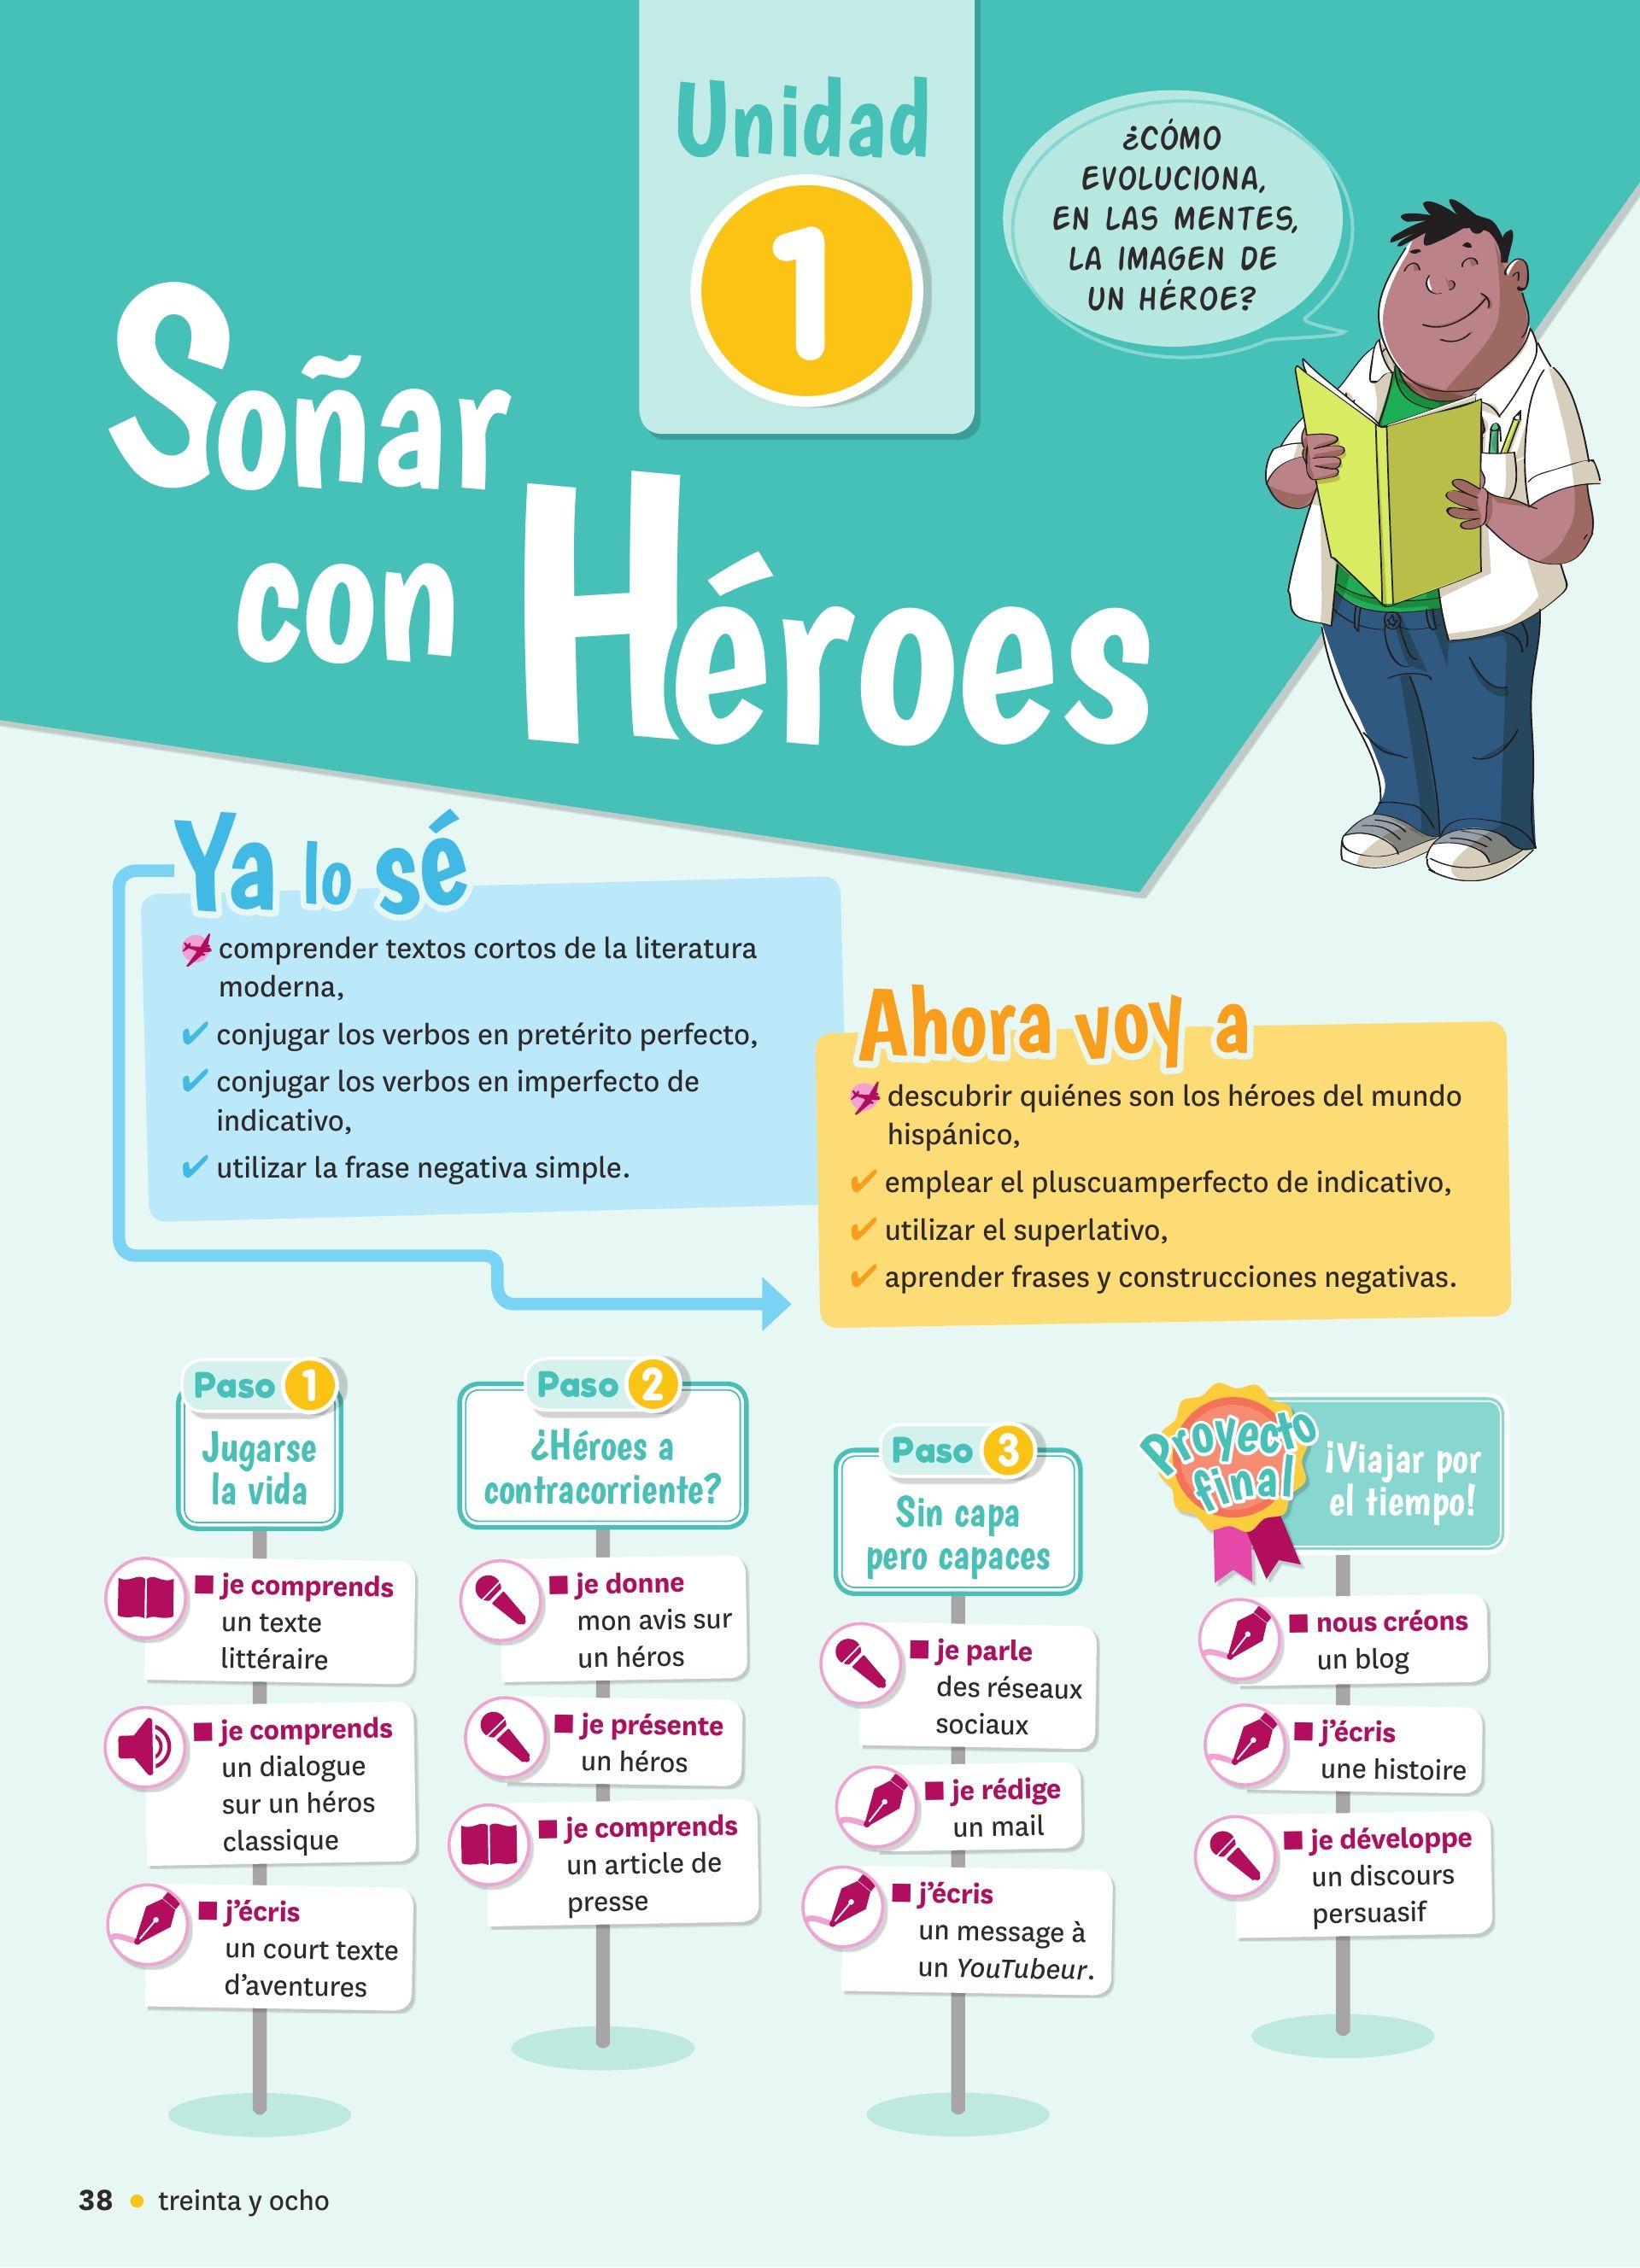 Unidad
1
¿CÓMO
EVOLUCIONA,
EN LAS MENTES,
LA IMAGEN DE
UN HÉROE?
Soñar
con Héroes
Ya lo sé
comprender textos cortos de la literatura
moderna,
✔ conjugar los verbos en pretérito perfecto,
✔ conjugar los verbos en imperfecto de
indicativo,
✔ utilizar la frase negativa simple.
Ahora voy a
descubrir quiénes son los héroes del mundo
hispánico,
✔ emplear el pluscuamperfecto de indicativo,
✔ utilizar el superlativo,
✔ aprender frases y construcciones negativas.
Paso 1
Jugarse
la vida
■ je comprends
un texte
littéraire
■ je comprends
un dialogue
sur un héros
classique
■ j'écris
un court texte
d'aventures
Paso 2
¿Héroes a
contracorriente?
■ je donne
mon avis sur
un héros
■ je présente
un héros
■ je comprends
un article de
presse
Paso 3
Sin capa
pero capaces
■ je parle
des réseaux
sociaux
■ je rédige
un mail
■ j'écris
un message à
un YouTubeur.
Proyecto
final
¡Viajar por
el tiempo!
■ nous créons
un blog
■ j'écris
une histoire
■ je développe
un discours
persuasif
38 • treinta y ocho